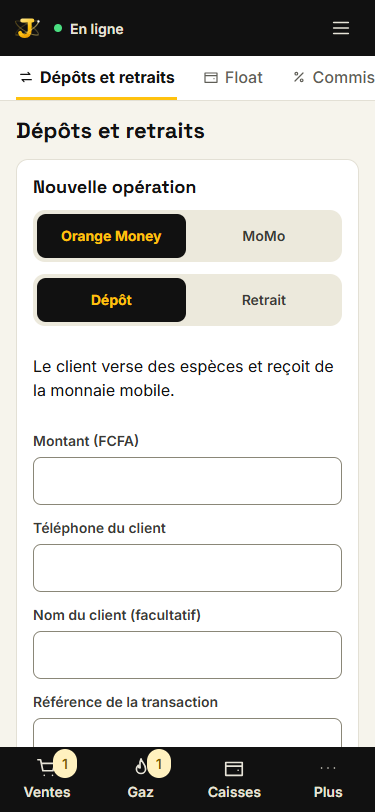 J
En ligne
Dépôts et retraits
Float
Commis
Dépôts et retraits
Nouvelle opération
Orange Money
MoMo
Dépôt
Retrait
Le client verse des espèces et reçoit de
la monnaie mobile.
Montant (FCFA)
Téléphone du client
Nom du client (facultatif)
Référence de la transaction
1
1
Ventes
Gaz
Caisses
Plus